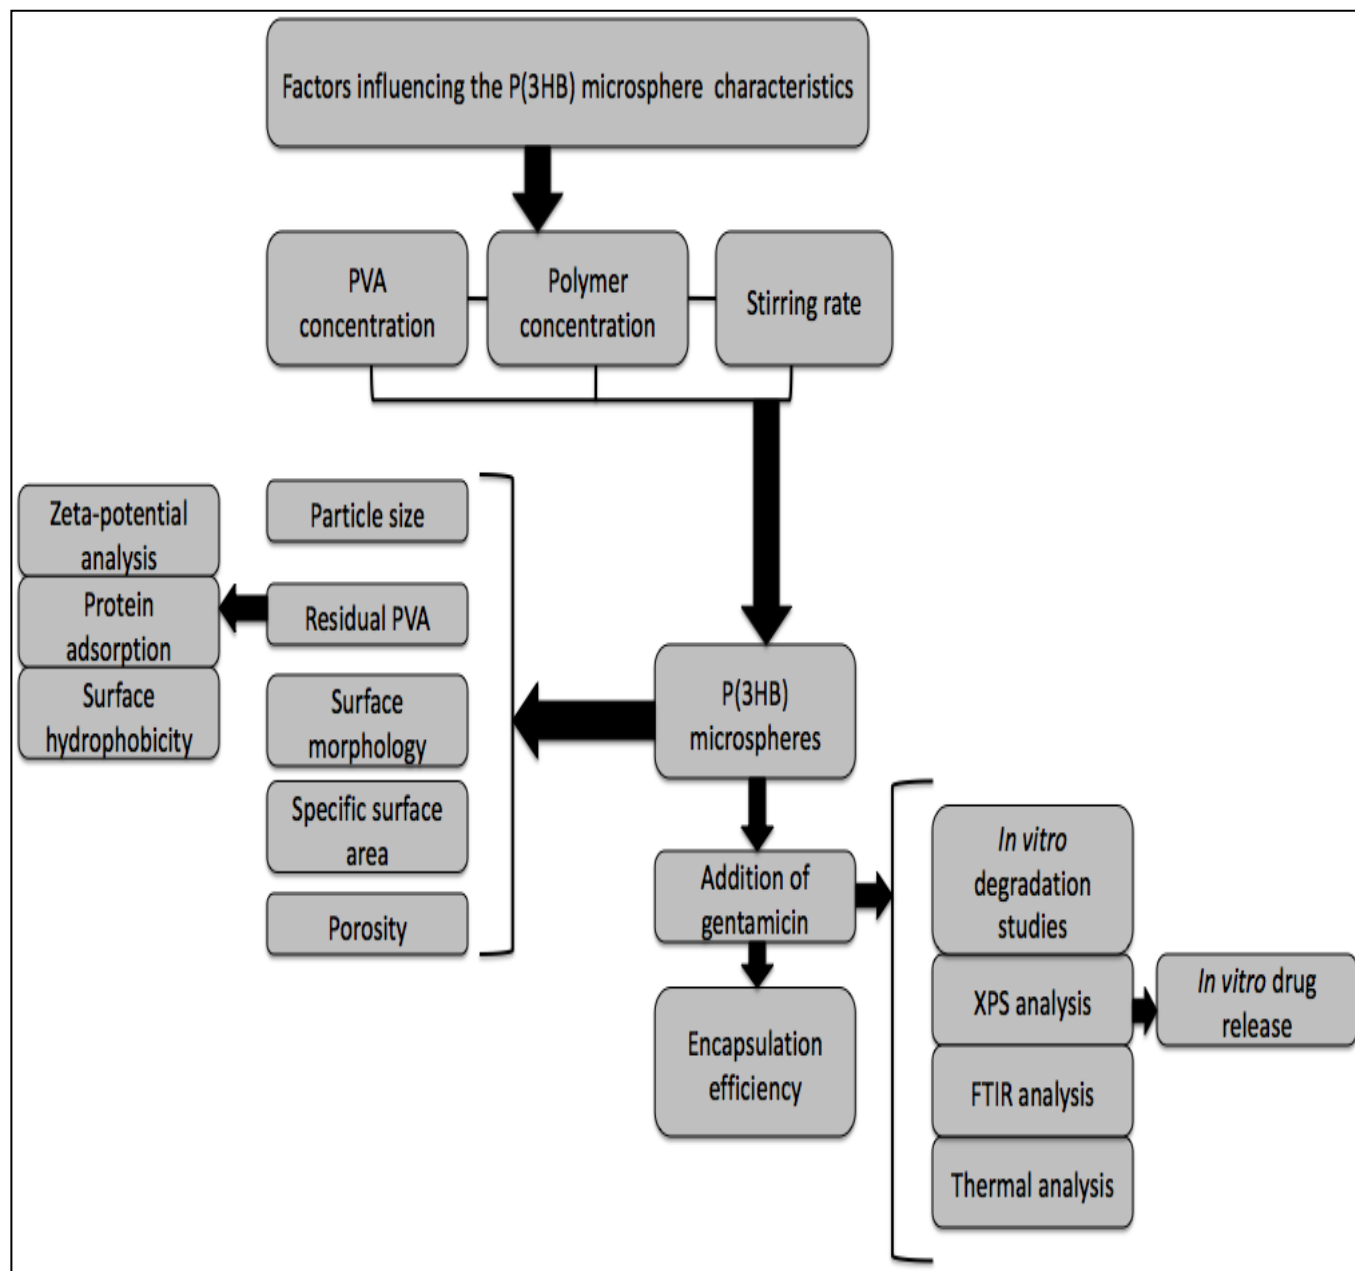 Factors influencing the P(3HB) microsphere characteristics
PVA
concentration
Polymer
concentration
Stirring rate
Zeta-potential
analysis
Protein
adsorption
Surface
hydrophobicity
Particle size
Residual PVA
Surface
morphology
Specific surface
area
Porosity
P(3HB)
microspheres
Addition of
gentamicin
Encapsulation
efficiency
In vitro
degradation
studies
XPS analysis
FTIR analysis
Thermal analysis
In vitro drug
release